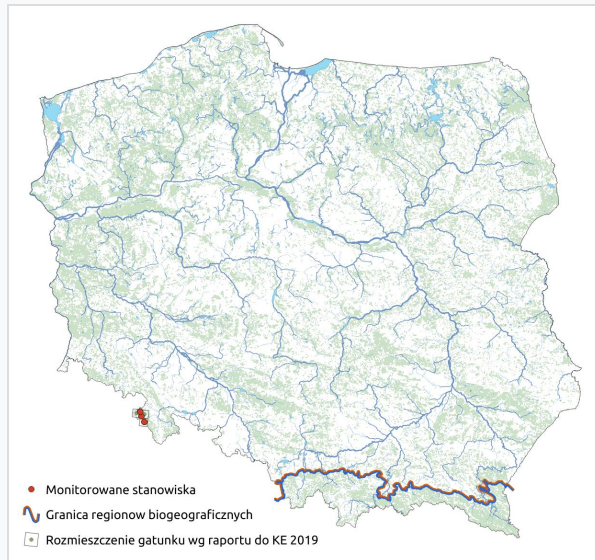 Monitorowane stanowiska
Granica regionow biogeograficznych
Rozmieszczenie gatunku wg raportu do KE 2019